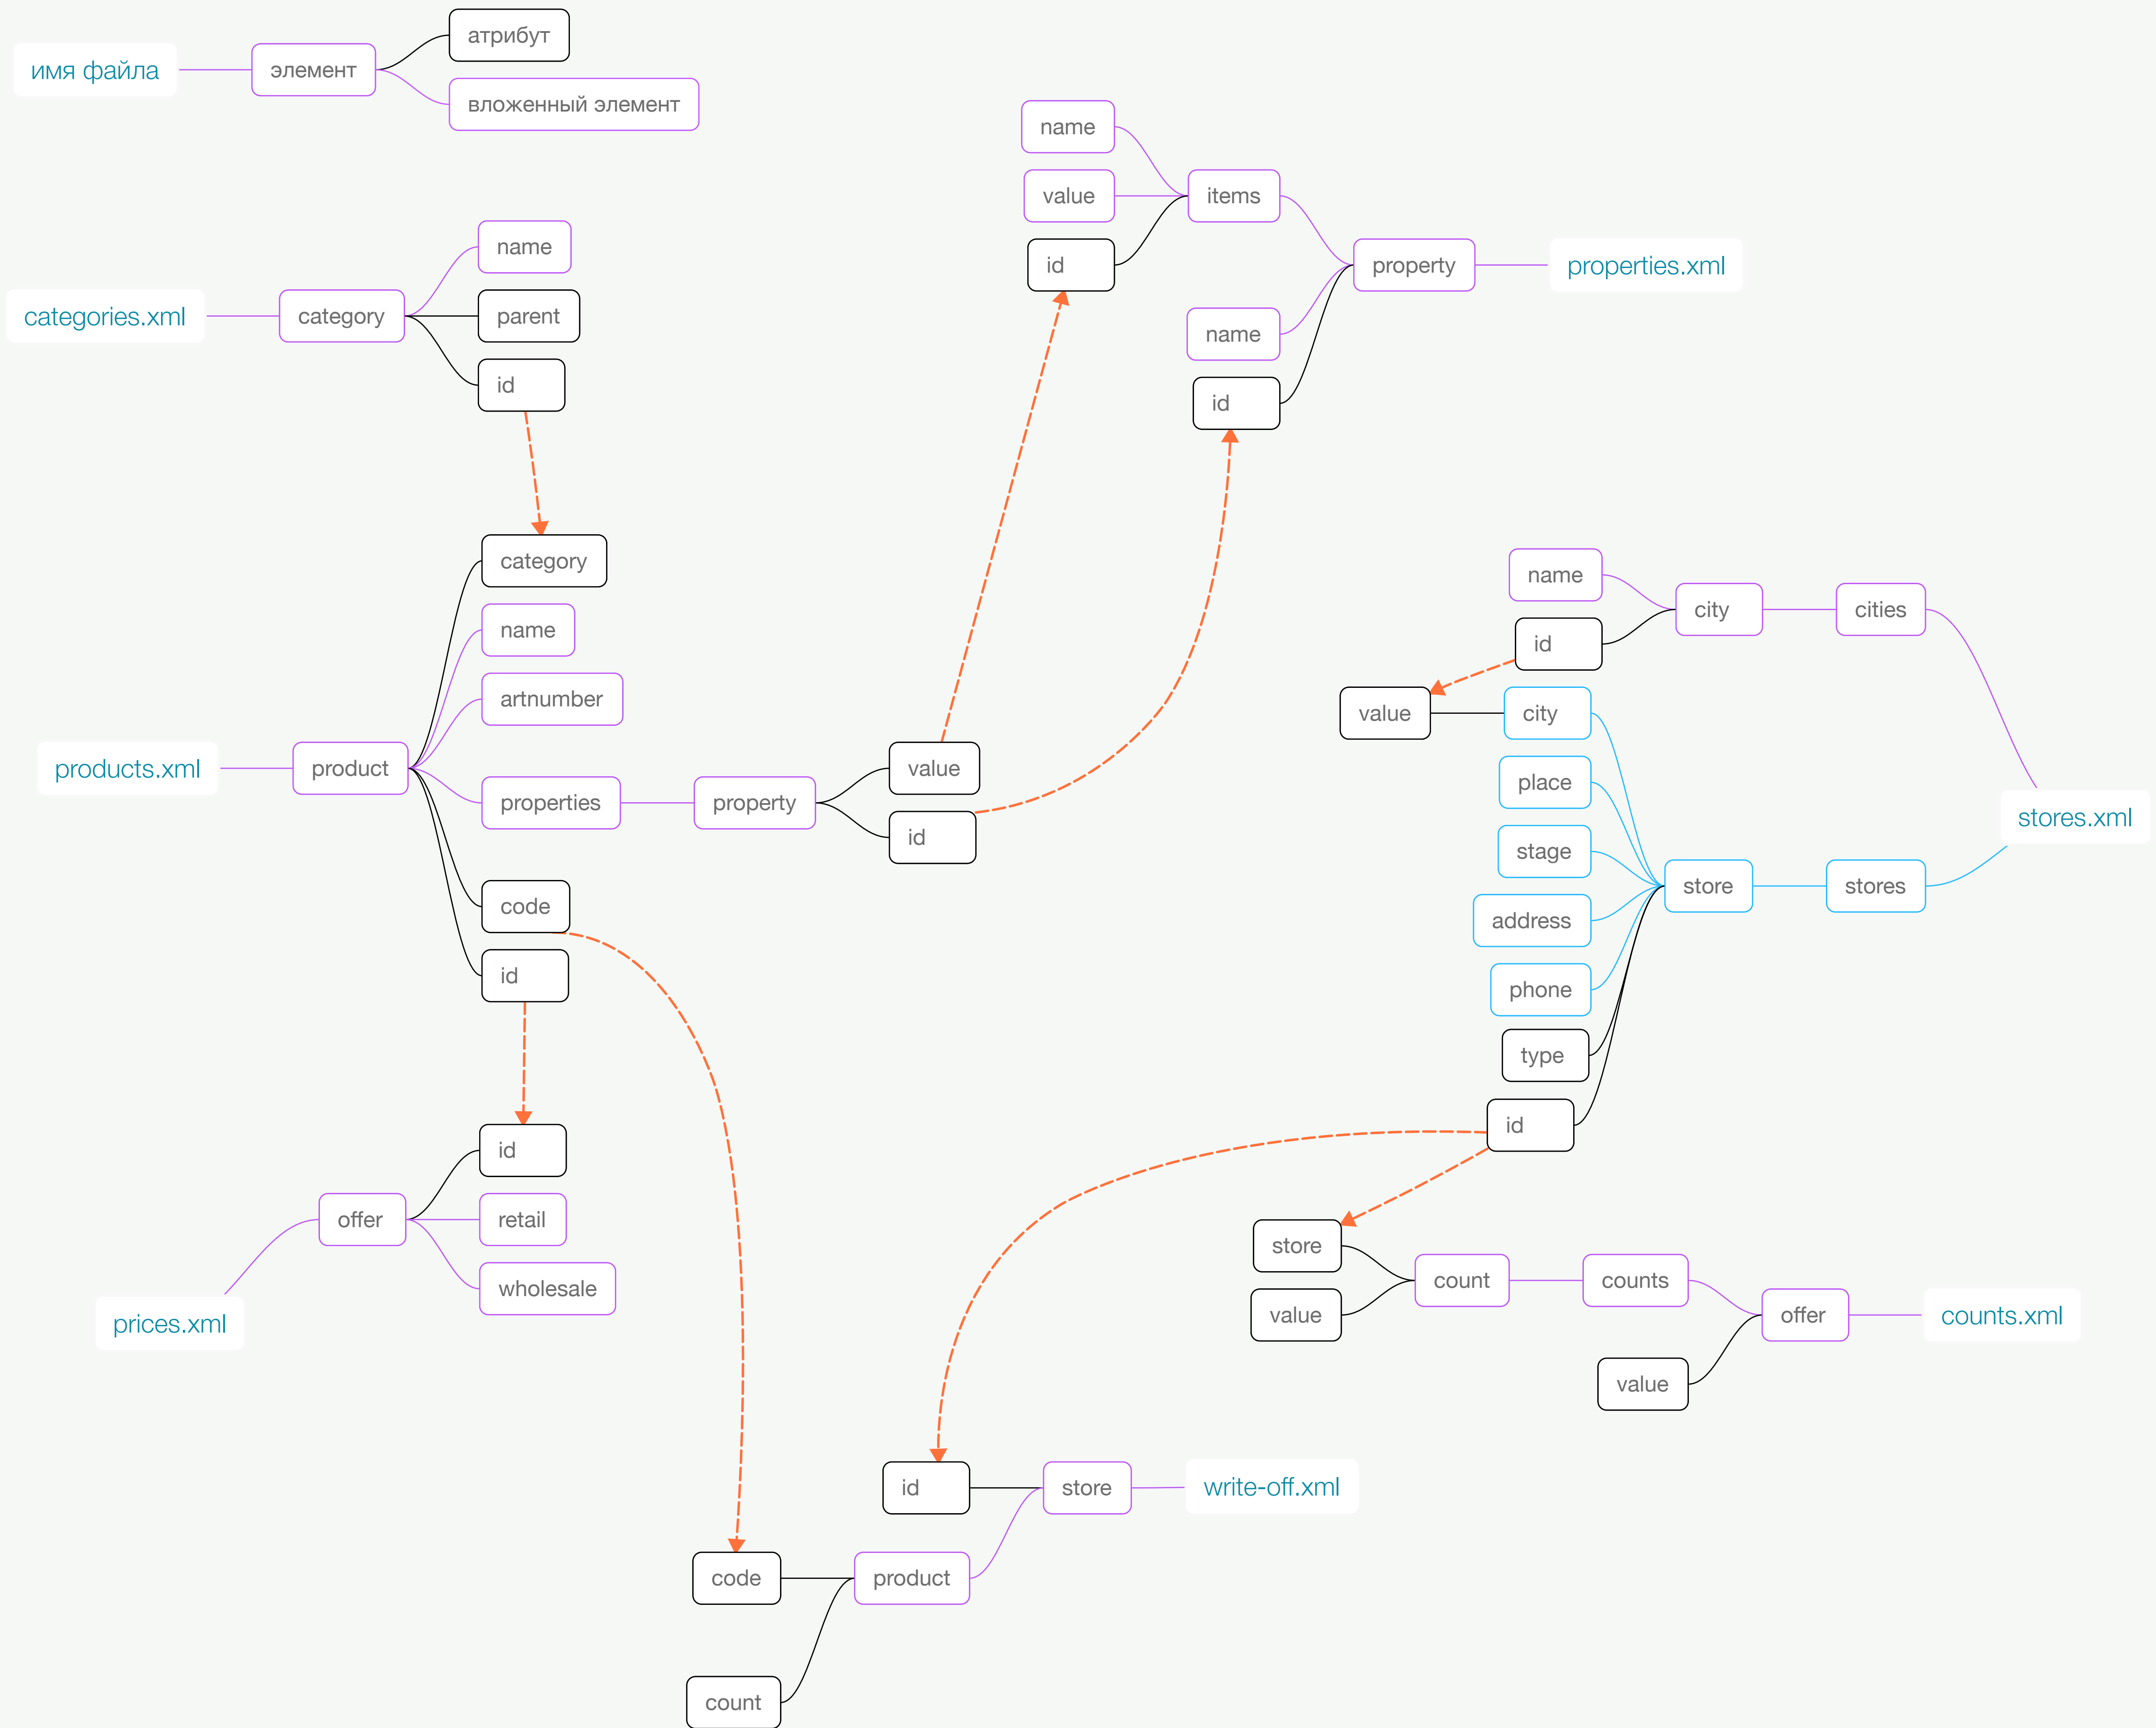 имя файла
элемент
атрибут
вложенный элемент
categories.xml
category
name
parent
id
products.xml
product
category
name
artnumber
properties
property
value
id
code
id
prices.xml
offer
id
retail
wholesale
name
value
id
items
name
id
property
properties.xml
name
id
city
cities
value
city
place
stage
address
phone
type
id
store
stores
stores.xml
store
value
count
counts
value
offer
counts.xml
id
store
write-off.xml
code
product
count